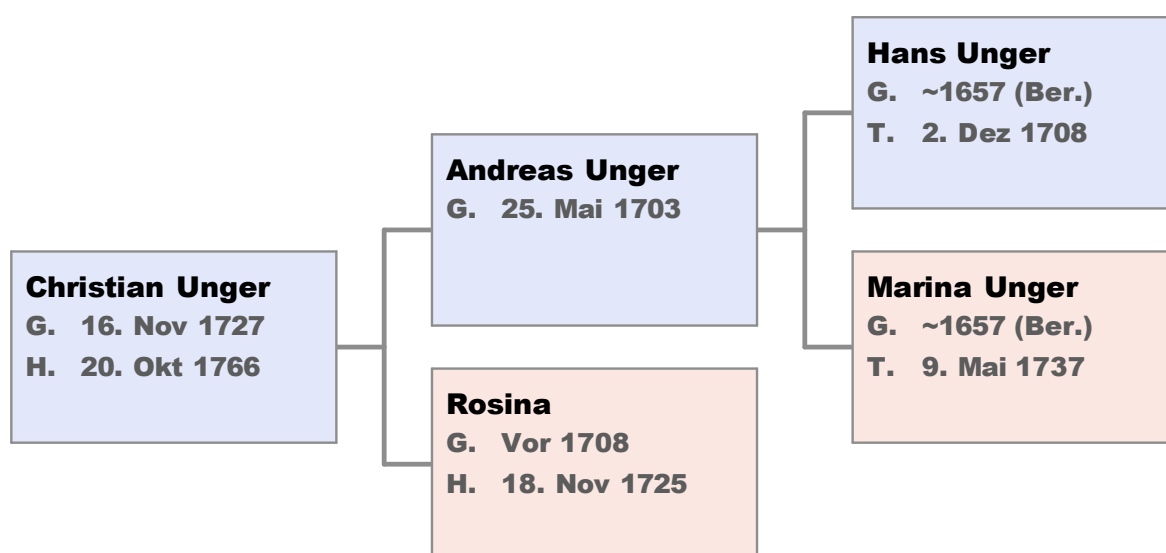 Hans Unger
G. ~1657 (Ber.)
T. 2. Dez 1708
Andreas Unger
G. 25. Mai 1703
Christian Unger
G. 16. Nov 1727
H. 20. Okt 1766
Marina Unger
G. ~1657 (Ber.)
T. 9. Mai 1737
Rosina
G. Vor 1708
H. 18. Nov 1725